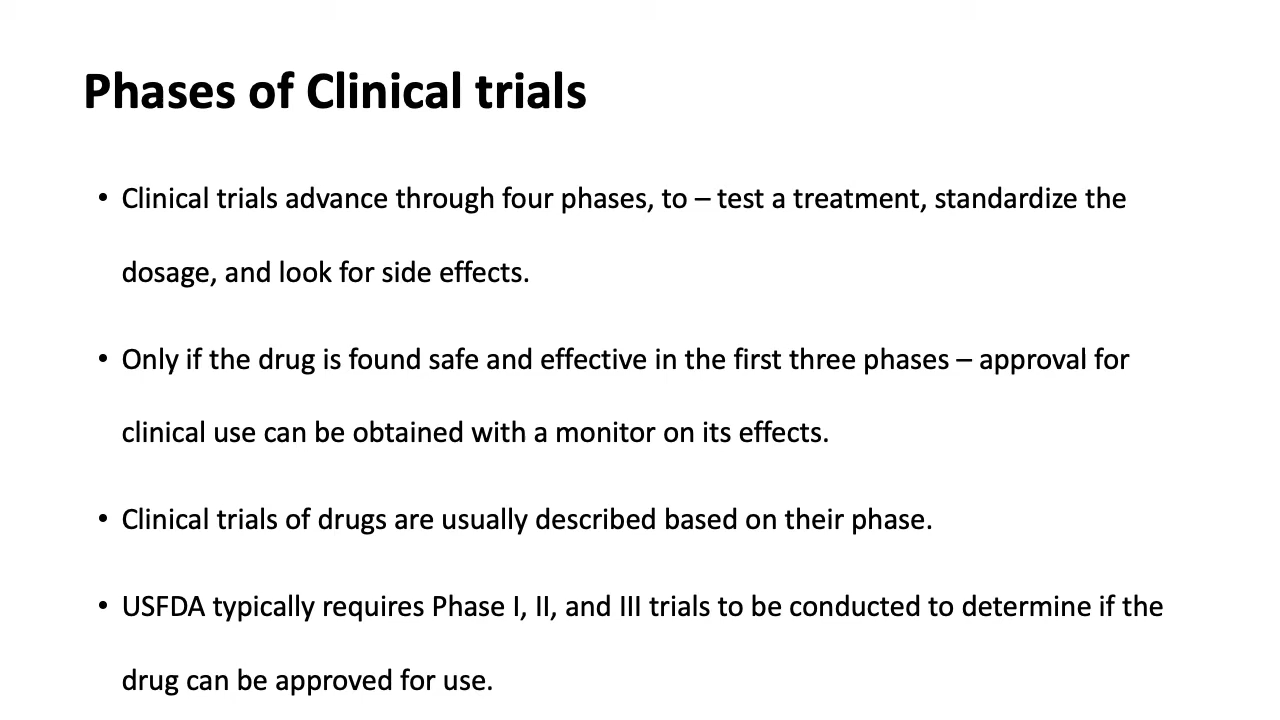 Phases of Clinical trials
• Clinical trials advance through four phases, to – test a treatment, standardize the
dosage, and look for side effects.
• Only if the drug is found safe and effective in the first three phases – approval for
clinical use can be obtained with a monitor on its effects.
• Clinical trials of drugs are usually described based on their phase.
• USFDA typically requires Phase I, II, and III trials to be conducted to determine if the
drug can be approved for use.